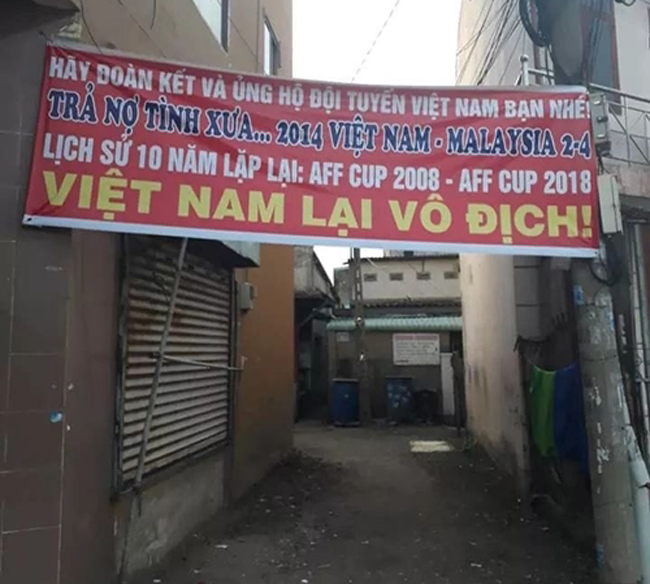 HÃY ĐOÀN KẾT VÀ ỦNG HỘ ĐỘI TUYỂN VIỆT NAM BẠN NHÉ!
TRẢ NỢ TÌNH XƯA... 2014 VIỆT NAM - MALAYSIA 2-4
LỊCH SỬ 10 NĂM LẶP LẠI: AFF CUP 2008 - AFF CUP 2018
VIỆT NAM LẠI VÔ ĐỊCH!